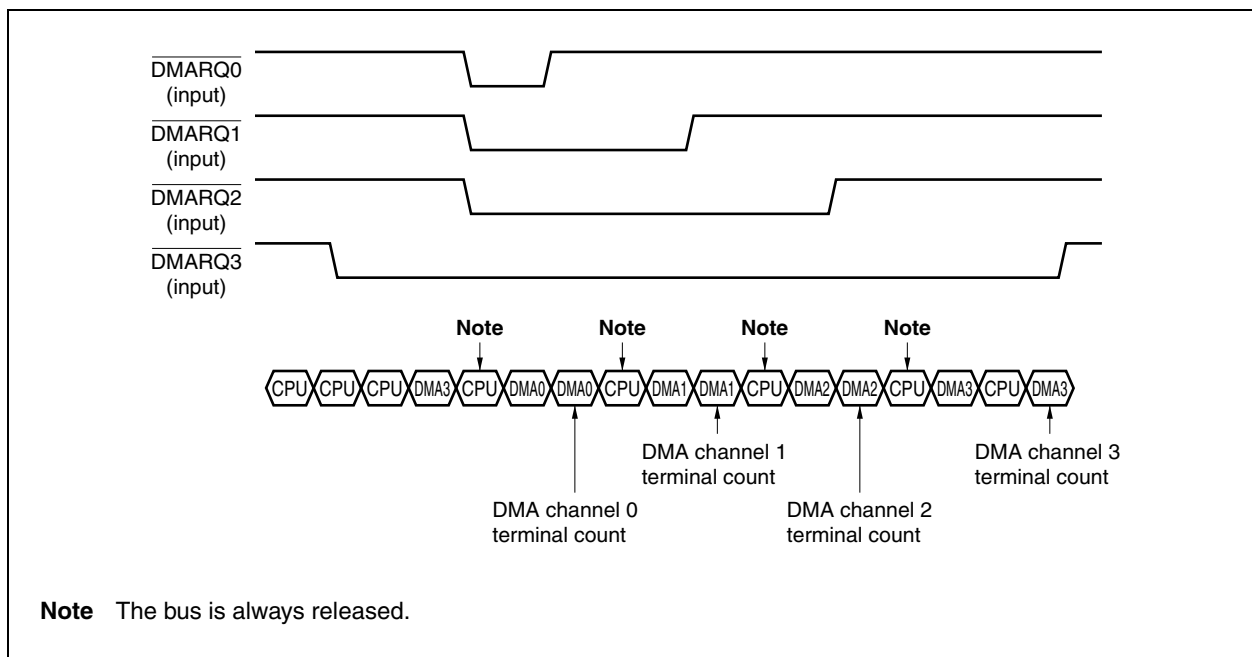 DMARQ0
(input)
DMARQ1
(input)
DMARQ2
(input)
DMARQ3
(input)
Note Note Note Note
CPU CPU CPU DMA3 CPU DMA0 DMA0 CPU DMA1 DMA1 CPU DMA2 DMA2 CPU DMA3 CPU DMA3
DMA channel 1
terminal count
DMA channel 3
terminal count
DMA channel 0
terminal count
DMA channel 2
terminal count
Note The bus is always released.